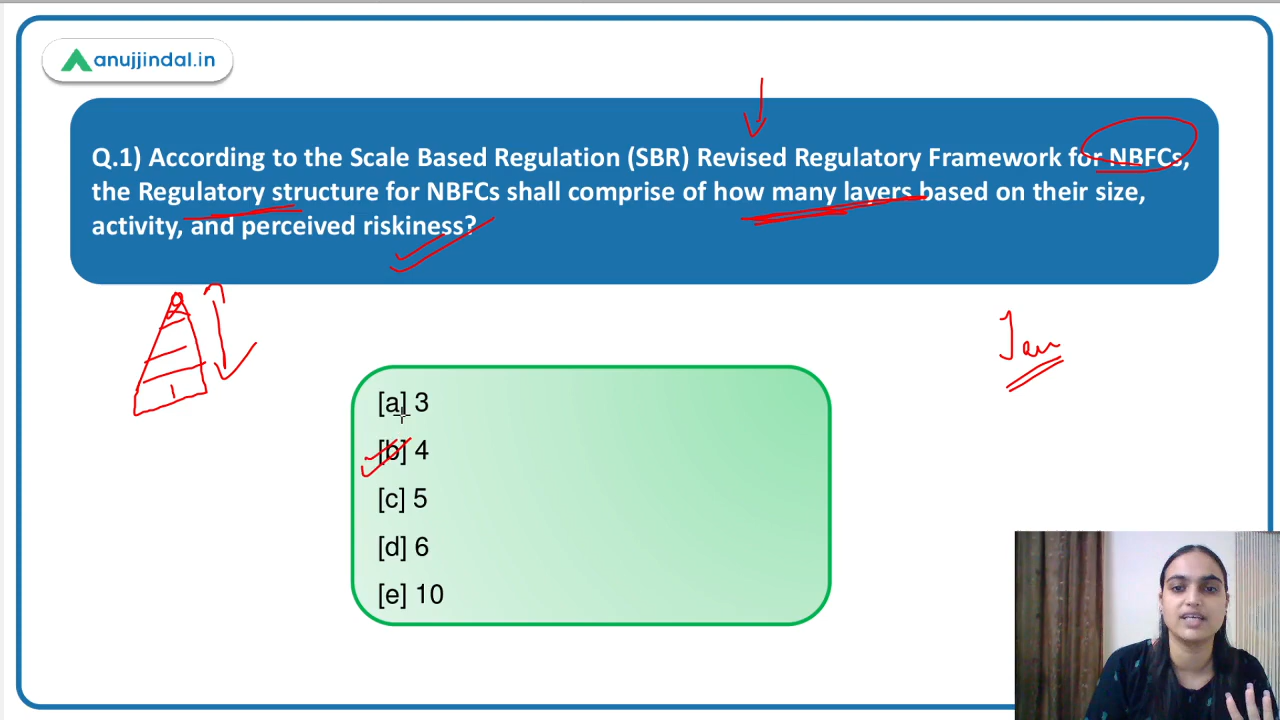 anujjindal.in
Q.1) According to the Scale Based Regulation (SBR) Revised Regulatory Framework for NBFCs,
the Regulatory structure for NBFCs shall comprise of how many layers based on their size,
activity, and perceived riskiness?
1
Jan
[a] 3
[b] 4
[c] 5
[d] 6
[e] 10